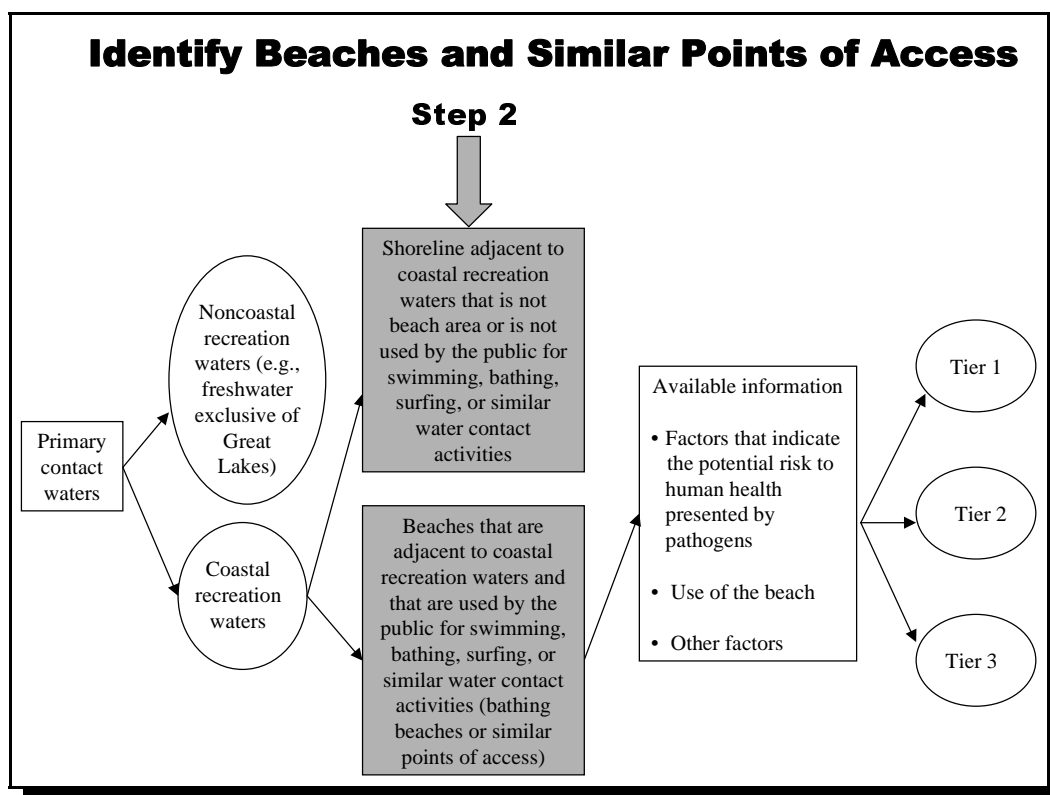 Identify Beaches and Similar Points of Access
Step 2
Primary
contact
waters
Noncoastal
recreation
waters (e.g.,
freshwater
exclusive of
Great
Lakes)
Coastal
recreation
waters
Shoreline adjacent to
coastal recreation
waters that is not
beach area or is not
used by the public for
swimming, bathing,
surfing, or similar
water contact
activities
Beaches that are
adjacent to coastal
recreation waters and
that are used by the
public for swimming,
bathing, surfing, or
similar water contact
activities (bathing
beaches or similar
points of access)
Available information
• Factors that indicate
the potential risk to
human health
presented by
pathogens
• Use of the beach
• Other factors
Tier 1
Tier 2
Tier 3